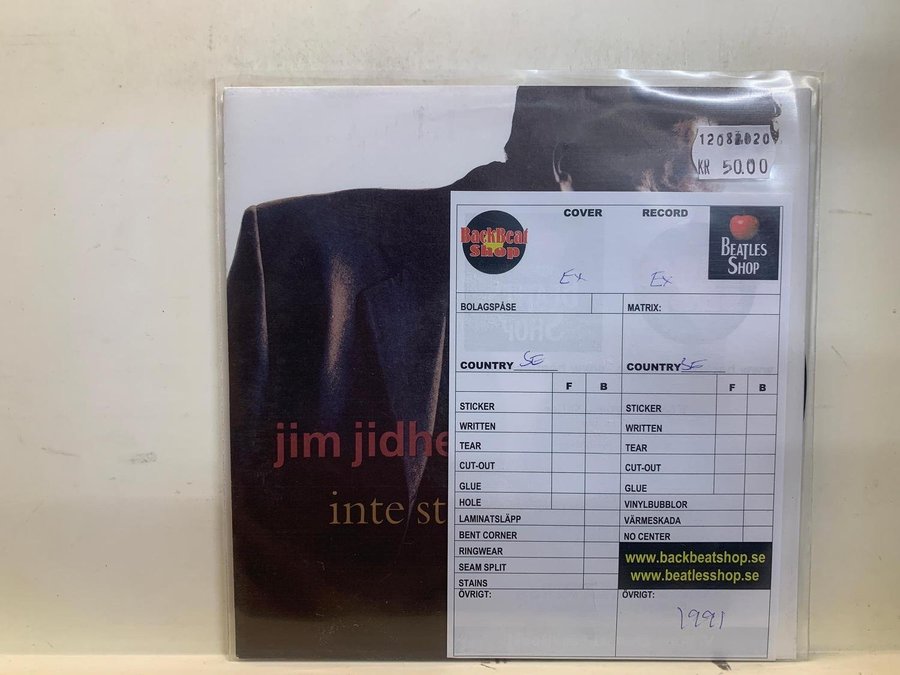 12082020
KR 50.00
COVER RECORD
BackBeat
Shop
BEATLES
SHOP
Ex Ex
BOLAGSPÅSE MATRIX:
COUNTRY SE COUNTRY SE
F B F B
STICKER STICKER
WRITTEN WRITTEN
TEAR TEAR
CUT-OUT CUT-OUT
GLUE GLUE
HOLE VINYLBUBBLOR
LAMINATSLÄPP VÄRMESKADA
BENT CORNER NO CENTER
RINGWEAR
SEAM SPLIT
STAINS
www.backbeatshop.se
www.beatlesshop.se
ÖVRIGT: ÖVRIGT:
1991
jim jidhe
inte st